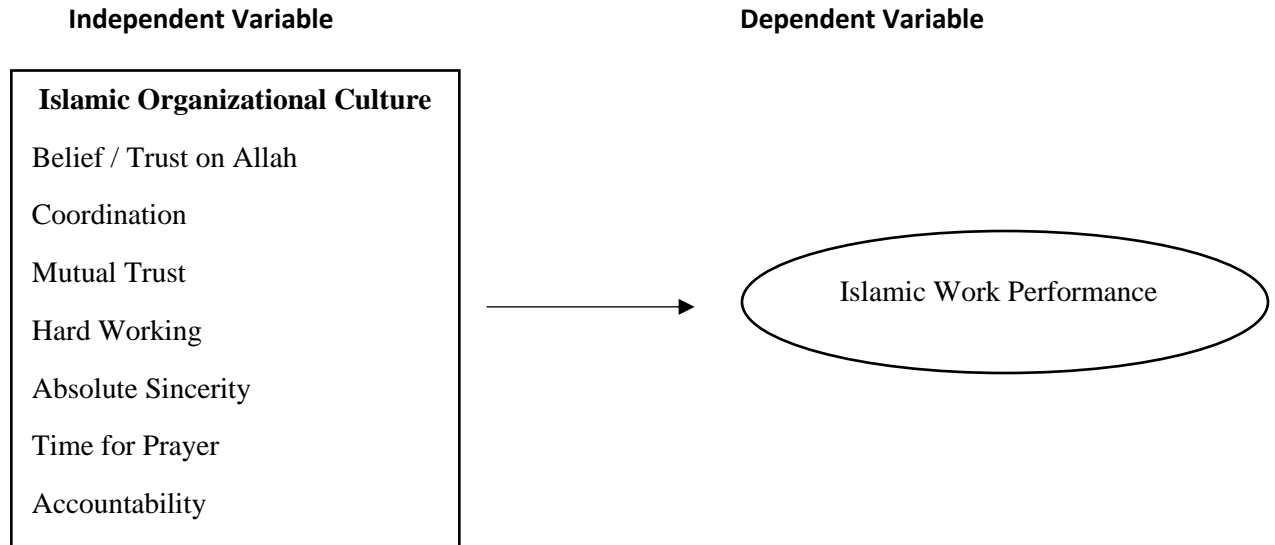 Independent Variable
Dependent Variable
Islamic Organizational Culture
Belief / Trust on Allah
Coordination
Mutual Trust
Hard Working
Absolute Sincerity
Time for Prayer
Accountability
Islamic Work Performance